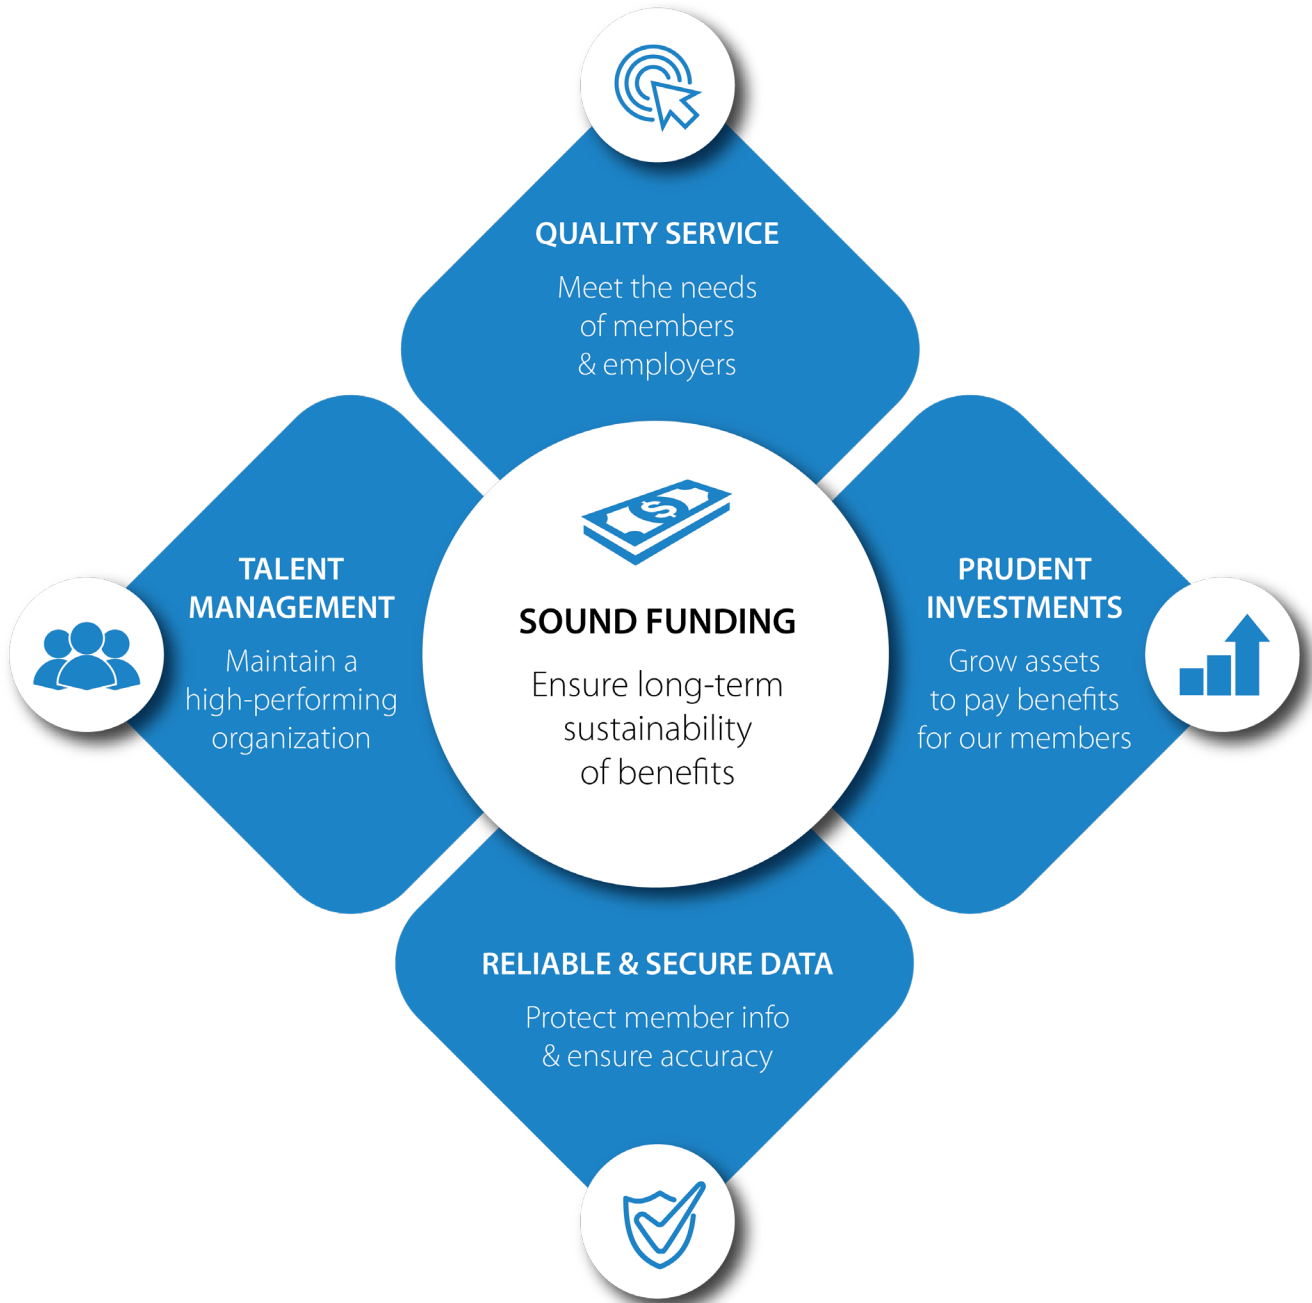 QUALITY SERVICE
Meet the needs
of members
& employers
TALENT
MANAGEMENT
Maintain a
high-performing
organization
SOUND FUNDING
Ensure long-term
sustainability
of benefits
PRUDENT
INVESTMENTS
Grow assets
to pay benefits
for our members
RELIABLE & SECURE DATA
Protect member info
& ensure accuracy